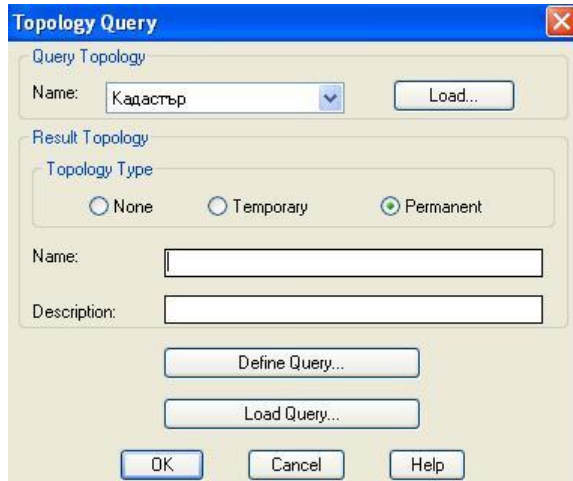 Topology Query
Query Topology
Name: Кадастър Load...
Result Topology
Topology Type
None Temporary Permanent
Name:
Description:
Define Query...
Load Query...
OK Cancel Help